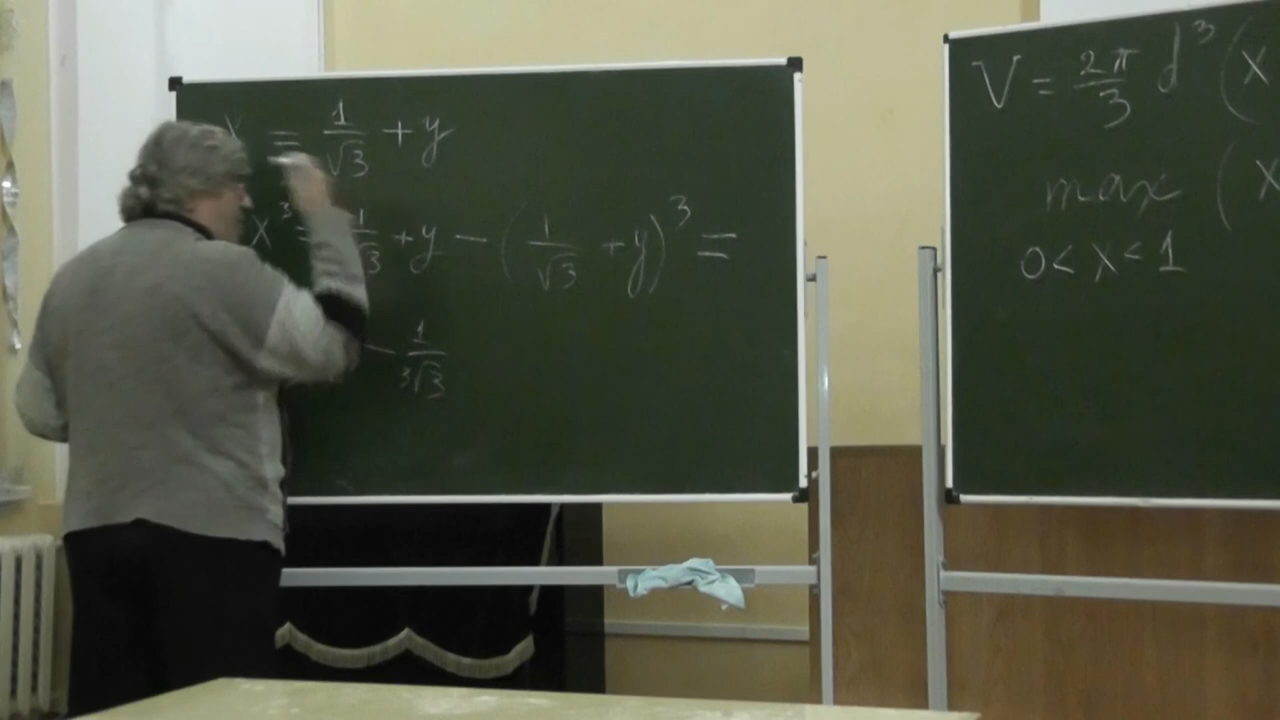 x = 1/√3 + y
x³ = 1/√3 + y − (1/√3 + y)³ =
− 1/³√3
V = 2π/3 d³ (x
max (x
0 < x < 1